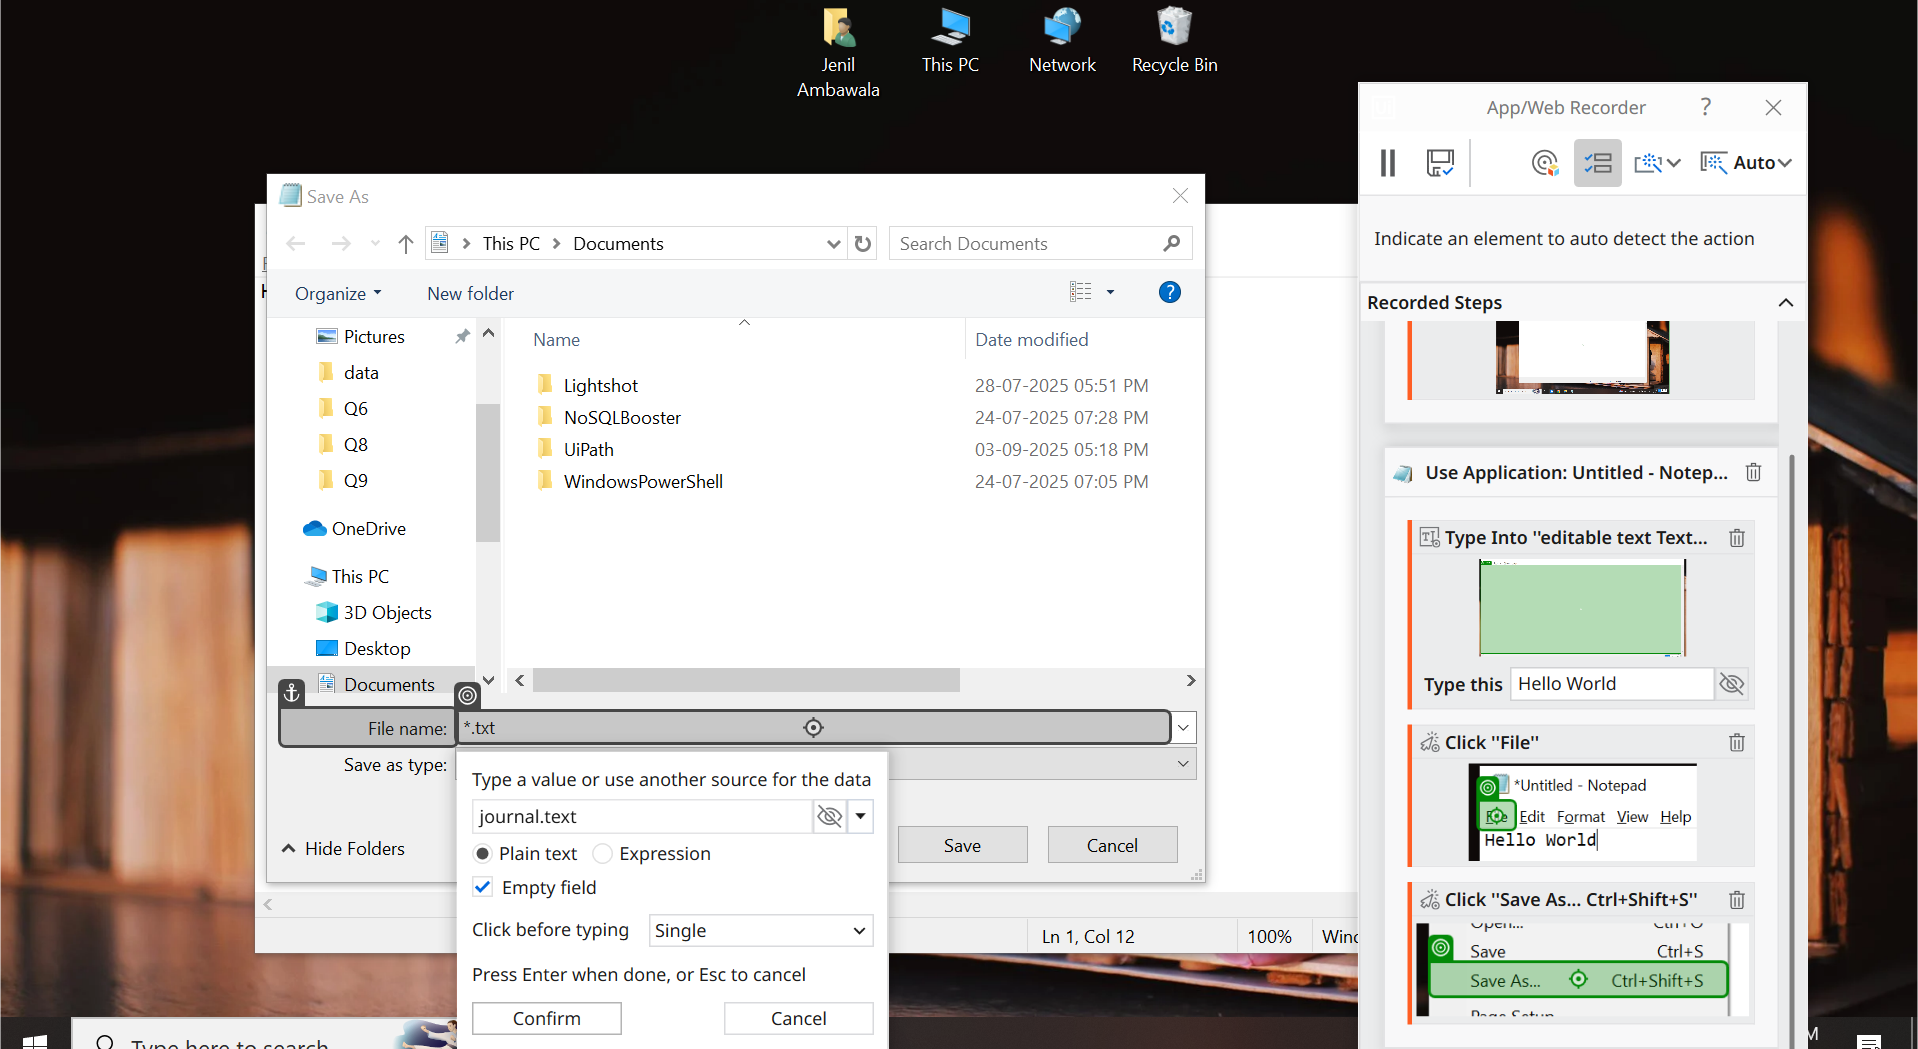 Jenil
Ambawala
This PC
Network
Recycle Bin
App/Web Recorder
?
Auto
Indicate an element to auto detect the action
Recorded Steps
Use Application: Untitled - Notep...
Type Into "editable text Text...
Type this
Hello World
Click "File"
*Untitled - Notepad
File Edit Format View Help
Hello World
Click "Save As... Ctrl+Shift+S"
Open... Ctrl+O
Save Ctrl+S
Save As... Ctrl+Shift+S
Page Setup
Save As
This PC > Documents
Search Documents
Organize
New folder
?
Pictures
data
Q6
Q8
Q9
OneDrive
This PC
3D Objects
Desktop
Documents
Name Date modified
Lightshot 28-07-2025 05:51 PM
NoSQLBooster 24-07-2025 07:28 PM
UiPath 03-09-2025 05:18 PM
WindowsPowerShell 24-07-2025 07:05 PM
File name: *.txt
Save as type:
Hide Folders
Save
Cancel
Type a value or use another source for the data
journal.text
Plain text
Expression
Empty field
Click before typing
Single
Press Enter when done, or Esc to cancel
Confirm
Cancel
Ln 1, Col 12
100%
Type here to search